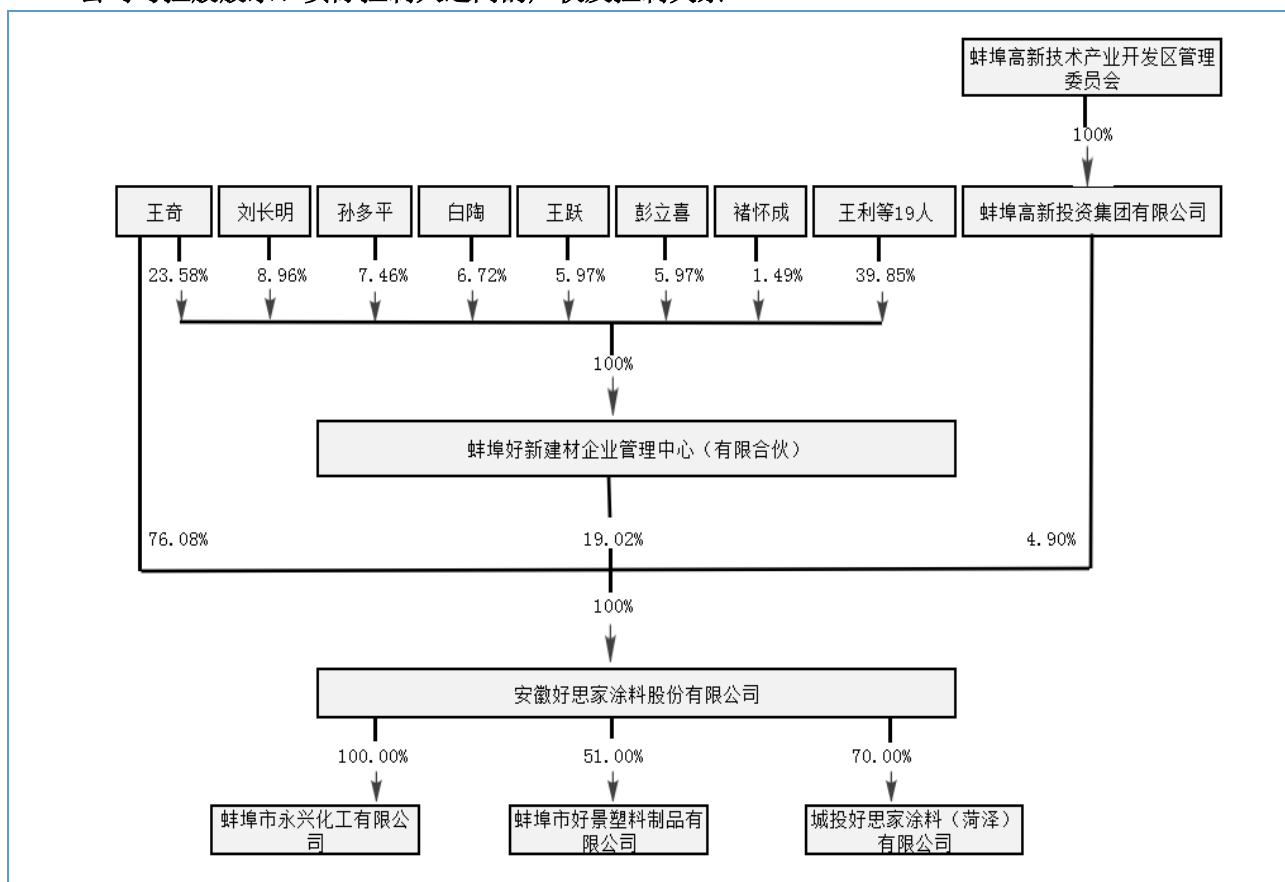 蚌埠高新技术产业开发区管理
委员会
100%
王奇
刘长明
孙多平
白陶
王跃
彭立喜
褚怀成
王利等19人
蚌埠高新投资集团有限公司
23.58%
8.96%
7.46%
6.72%
5.97%
5.97%
1.49%
39.85%
100%
蚌埠好新建材企业管理中心（有限合伙）
76.08%
19.02%
4.90%
100%
安徽好思家涂料股份有限公司
100.00%
51.00%
70.00%
蚌埠市永兴化工有限公
司
蚌埠市好景塑料制品有
限公司
城投好思家涂料（菏泽）
有限公司